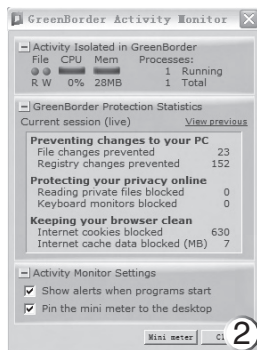 GreenBorder Activity Monitor
Activity Isolated in GreenBorder
File CPU Mem Processes:
1 Running
R W 0% 28MB 1 Total
GreenBorder Protection Statistics
Current session (live) View previous
Preventing changes to your PC
File changes prevented 23
Registry changes prevented 152
Protecting your privacy online
Reading private files blocked 0
Keyboard monitors blocked 0
Keeping your browser clean
Internet cookies blocked 630
Internet cache data blocked (MB) 7
Activity Monitor Settings
Show alerts when programs start
Pin the mini meter to the desktop
Mini meter 2